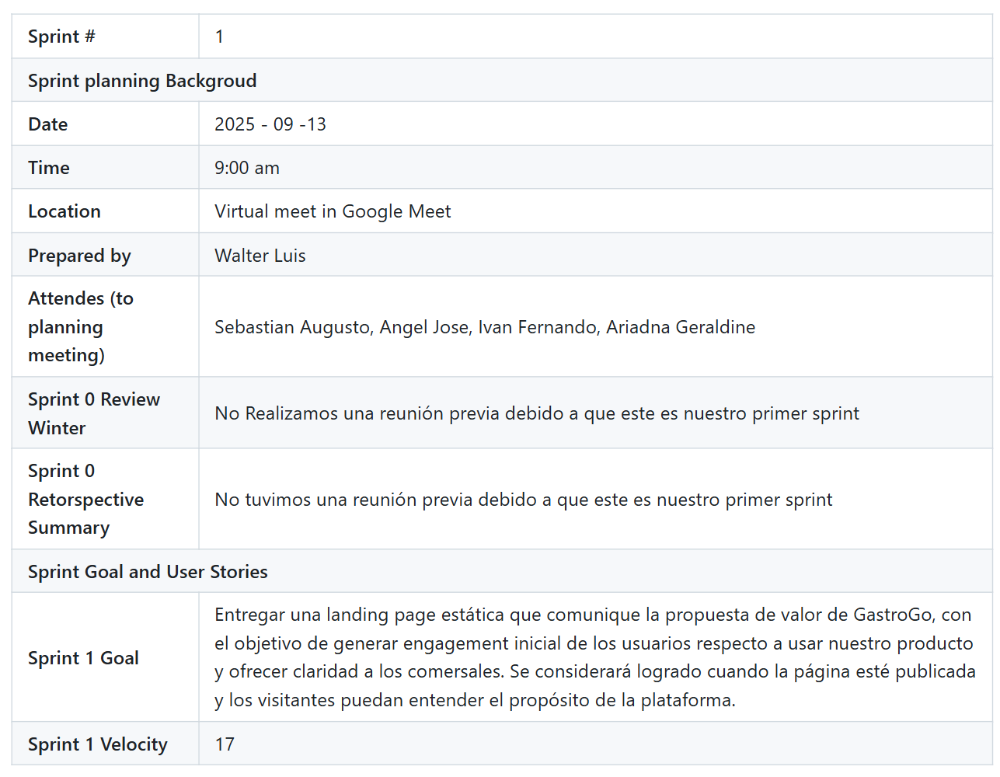 Sprint # 1
Sprint planning Backgroud
Date 2025 - 09 -13
Time 9:00 am
Location Virtual meet in Google Meet
Prepared by Walter Luis
Attendes (to
planning
meeting)
Sebastian Augusto, Angel Jose, Ivan Fernando, Ariadna Geraldine
Sprint 0 Review
Winter
No Realizamos una reunión previa debido a que este es nuestro primer sprint
Sprint 0
Retorspective
Summary
No tuvimos una reunión previa debido a que este es nuestro primer sprint
Sprint Goal and User Stories
Sprint 1 Goal
Entregar una landing page estática que comunique la propuesta de valor de GastroGo, con
el objetivo de generar engagement inicial de los usuarios respecto a usar nuestro producto
y ofrecer claridad a los comersales. Se considerará logrado cuando la página esté publicada
y los visitantes puedan entender el propósito de la plataforma.
Sprint 1 Velocity 17